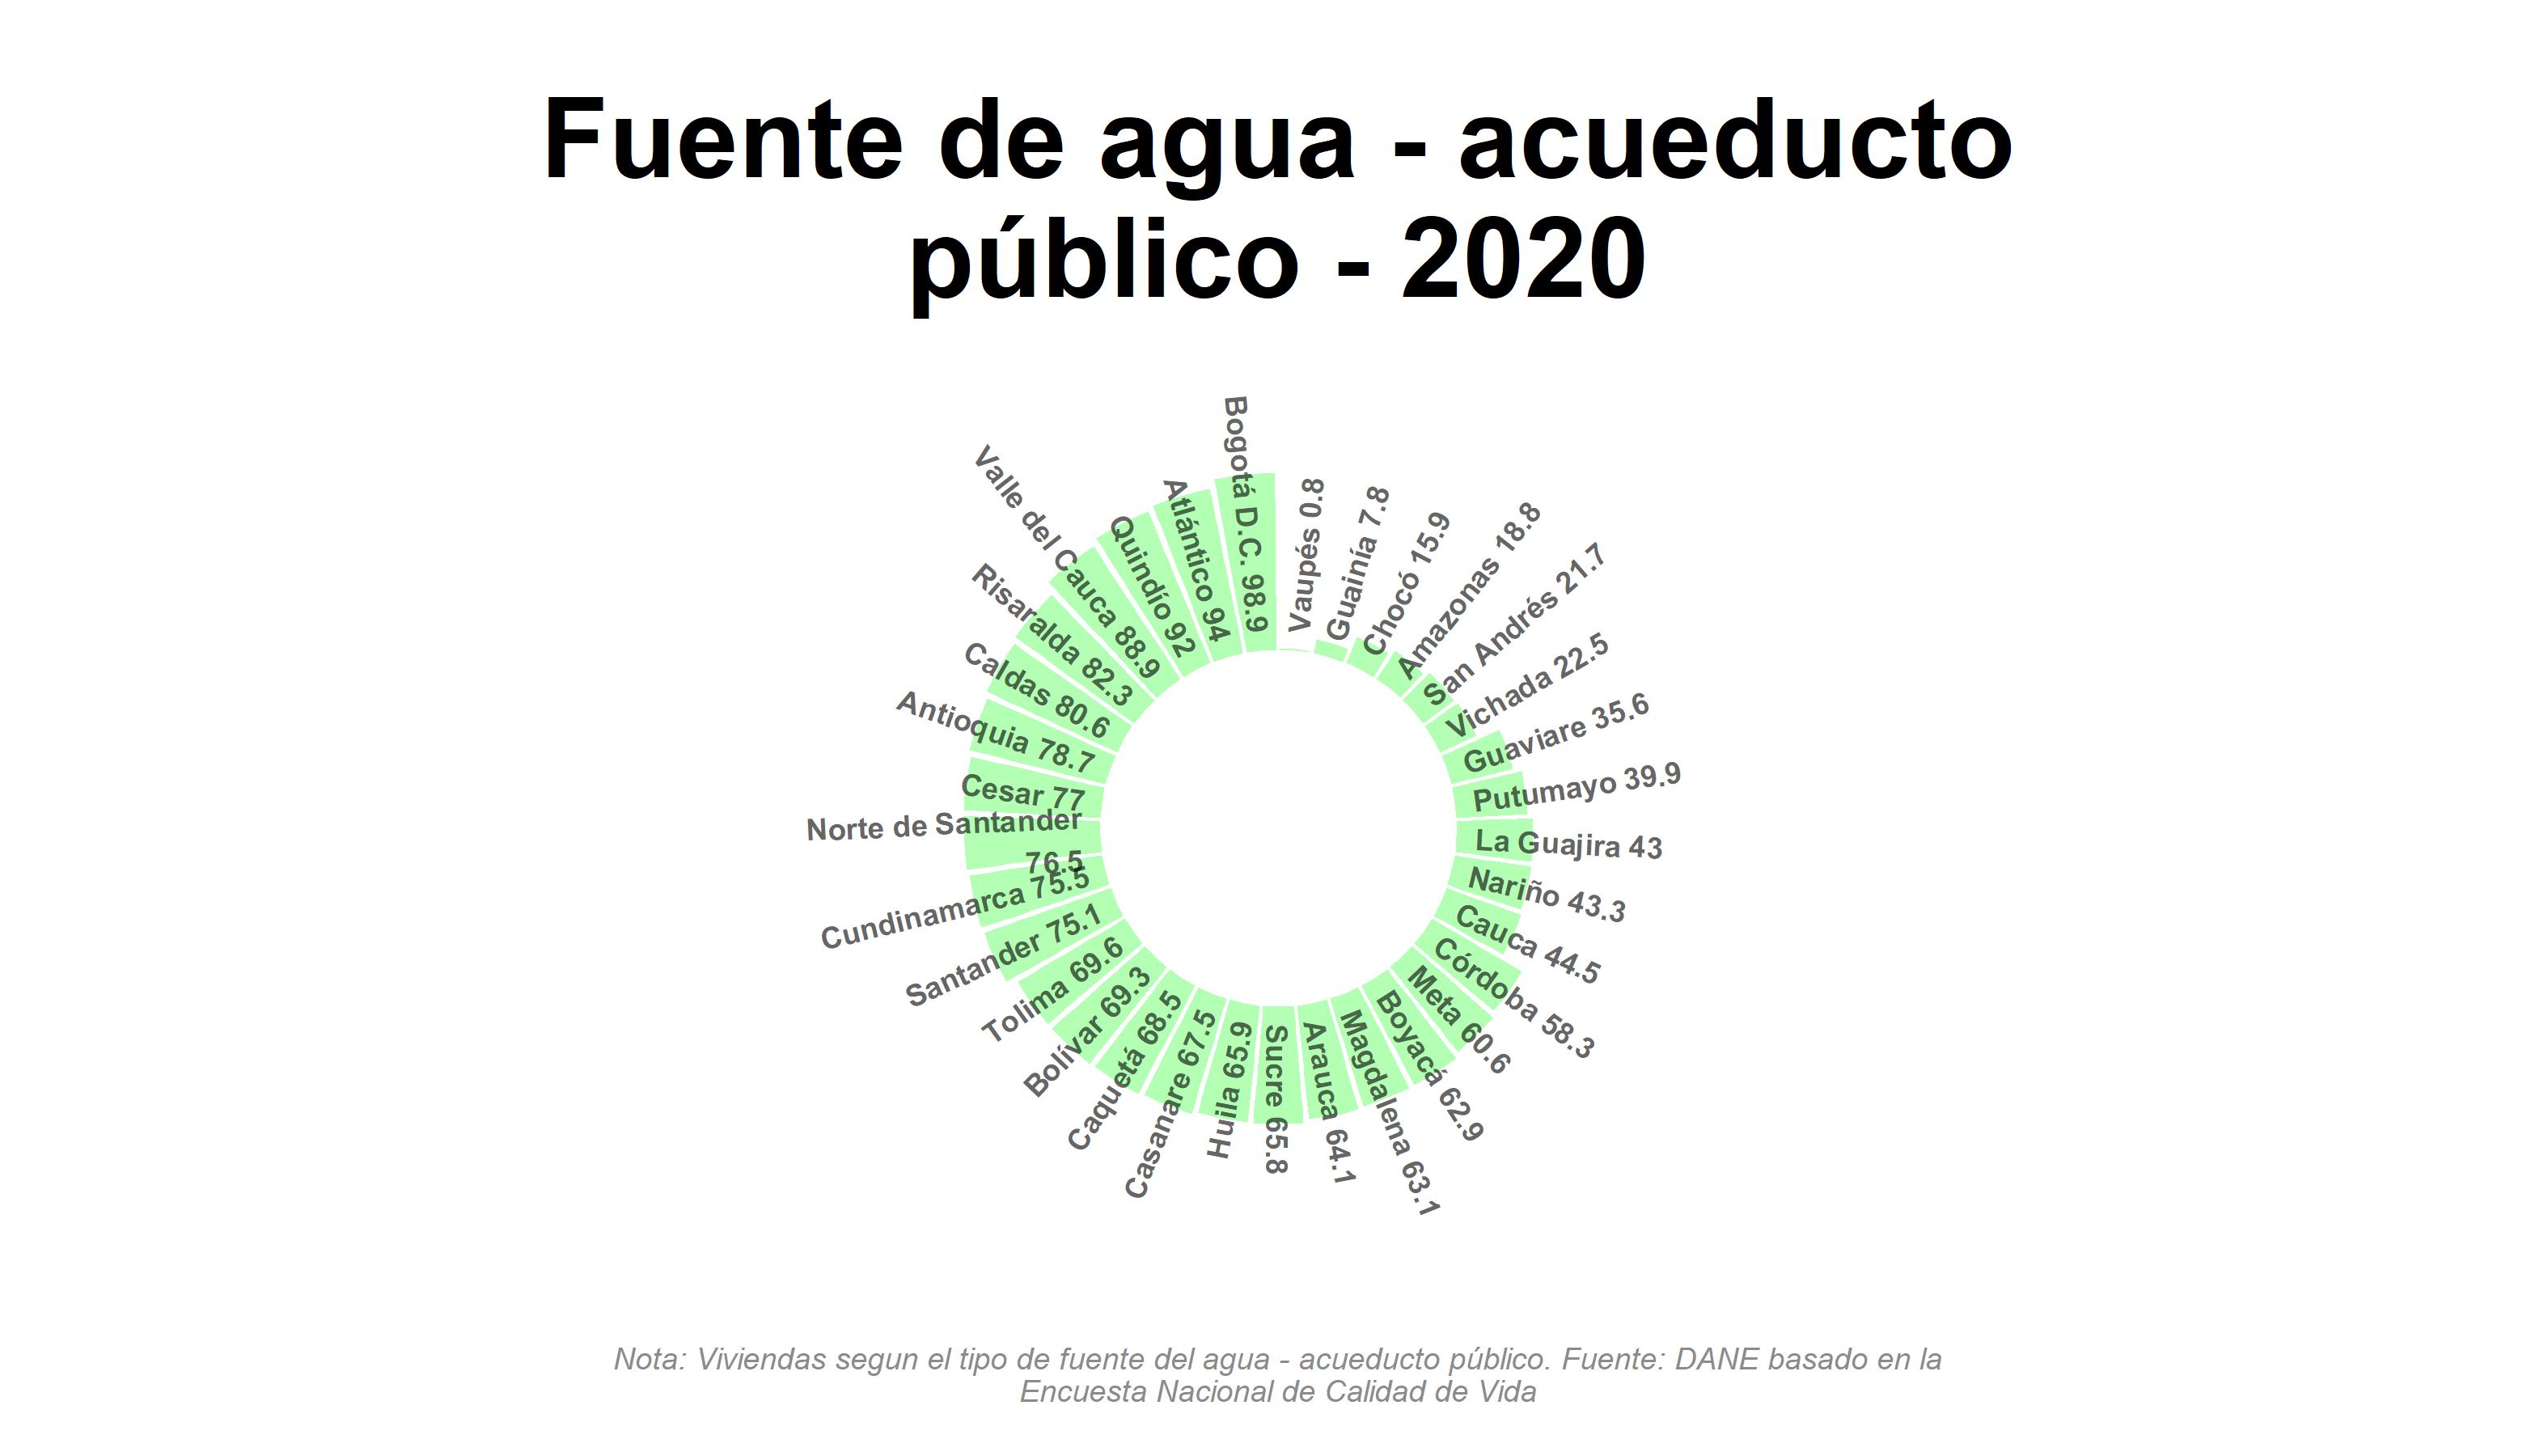 Fuente de agua - acueducto
público - 2020
Bogotá D.C. 98.9
Vaupés 0.8
Guainía 7.8
Chocó 15.9
Amazonas 18.8
San Andrés 21.7
Vichada 22.5
Guaviare 35.6
Putumayo 39.9
La Guajira 43
Nariño 43.3
Cauca 44.5
Córdoba 58.3
Meta 60.6
Boyacá 62.9
Magdalena 63.1
Arauca 64.1
Sucre 65.8
Huila 65.9
Casanare 67.5
Caquetá 68.5
Bolívar 69.3
Tolima 69.6
Santander 75.1
Cundinamarca 75.5
Norte de Santander
76.5
Cesar 77
Antioquia 78.7
Caldas 80.6
Risaralda 82.3
Valle del Cauca 88.9
Quindío 92
Atlántico 94
Nota: Viviendas segun el tipo de fuente del agua - acueducto público. Fuente: DANE basado en la
Encuesta Nacional de Calidad de Vida